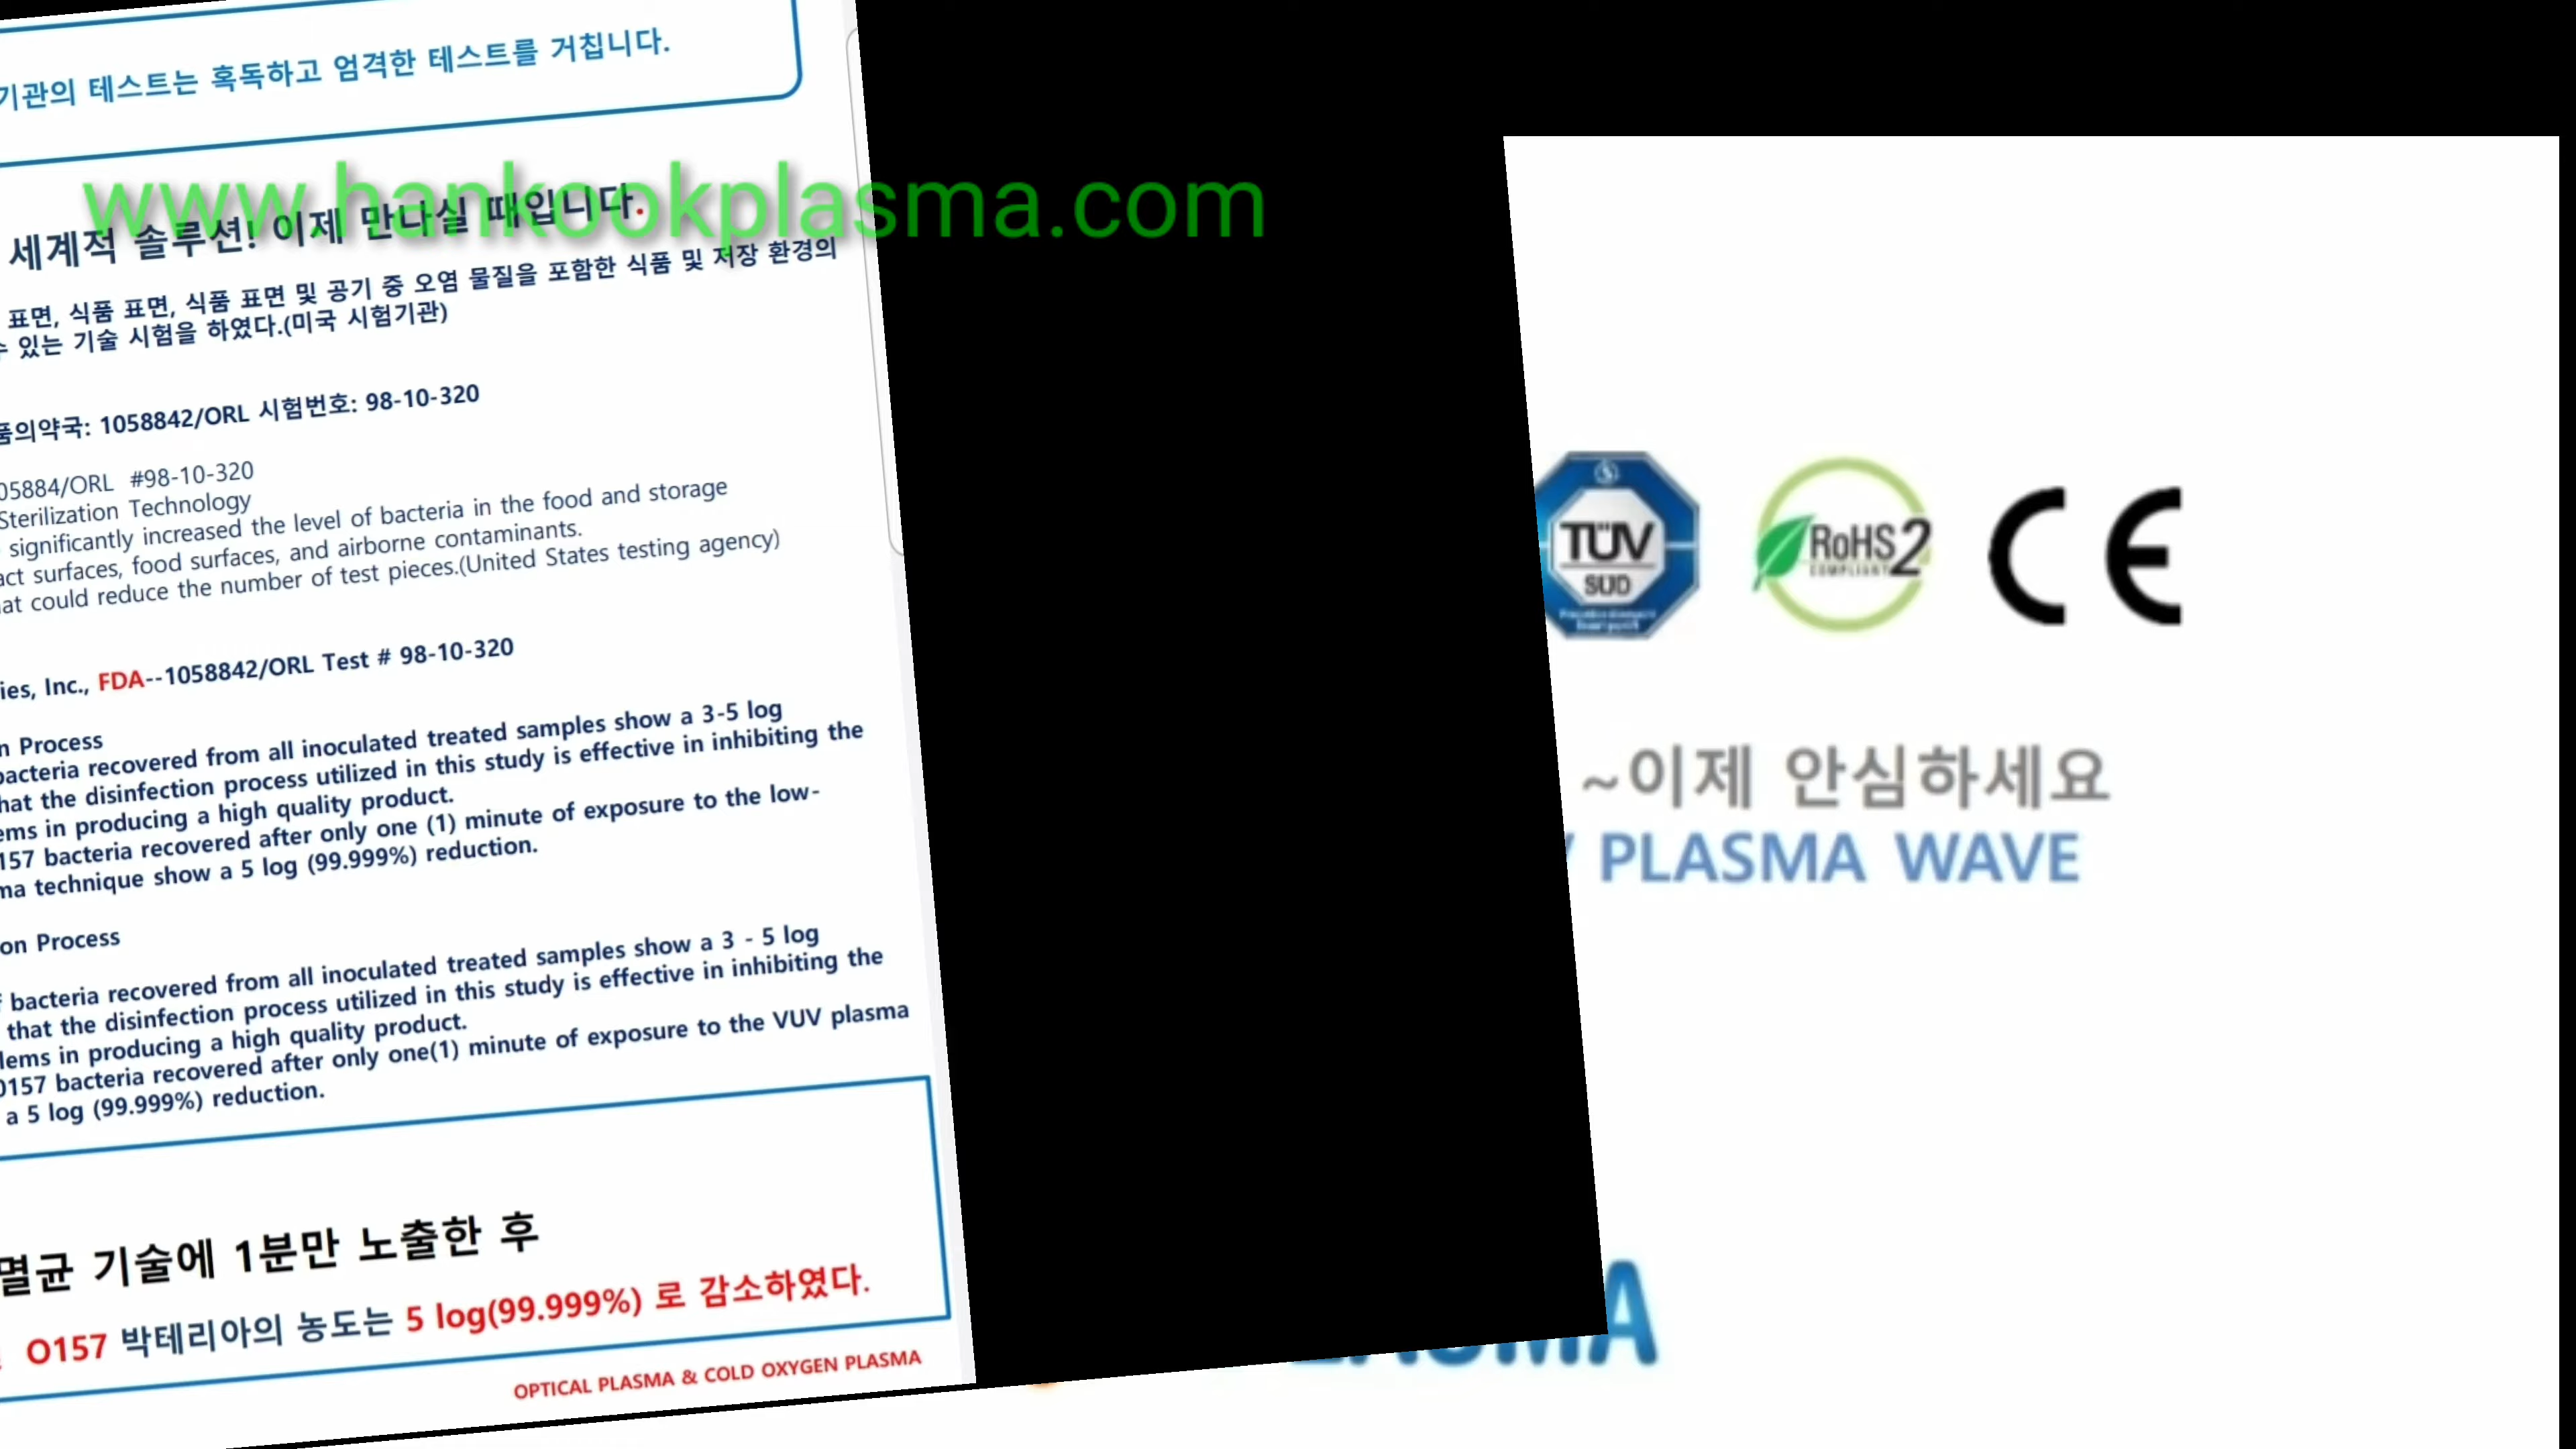 기관의 테스트는 혹독하고 엄격한 테스트를 거칩니다.
www.hankookplasma.com
세계적 솔루션! 이제 만나실 때입니다.
표면, 식품 표면, 식품 표면 및 공기 중 오염 물질을 포함한 식품 및 저장 환경의
있는 기술 시험을 하였다.(미국 시험기관)
품의약국: 1058842/ORL 시험번호: 98-10-320
05884/ORL #98-10-320
Sterilization Technology
significantly increased the level of bacteria in the food and storage
act surfaces, food surfaces, and airborne contaminants.
at could reduce the number of test pieces.(United States testing agency)
ies, Inc., FDA--1058842/ORL Test # 98-10-320
n Process
bacteria recovered from all inoculated treated samples show a 3-5 log
hat the disinfection process utilized in this study is effective in inhibiting the
ems in producing a high quality product.
157 bacteria recovered after only one (1) minute of exposure to the low-
ma technique show a 5 log (99.999%) reduction.
on Process
bacteria recovered from all inoculated treated samples show a 3 - 5 log
that the disinfection process utilized in this study is effective in inhibiting the
lems in producing a high quality product.
0157 bacteria recovered after only one(1) minute of exposure to the VUV plasma
a 5 log (99.999%) reduction.
멸균 기술에 1분만 노출한 후
O157 박테리아의 농도는 5 log(99.999%) 로 감소하였다.
OPTICAL PLASMA & COLD OXYGEN PLASMA
TÜV
SÜD
RoHS2
COMPLIANT
CE
~이제 안심하세요
PLASMA WAVE